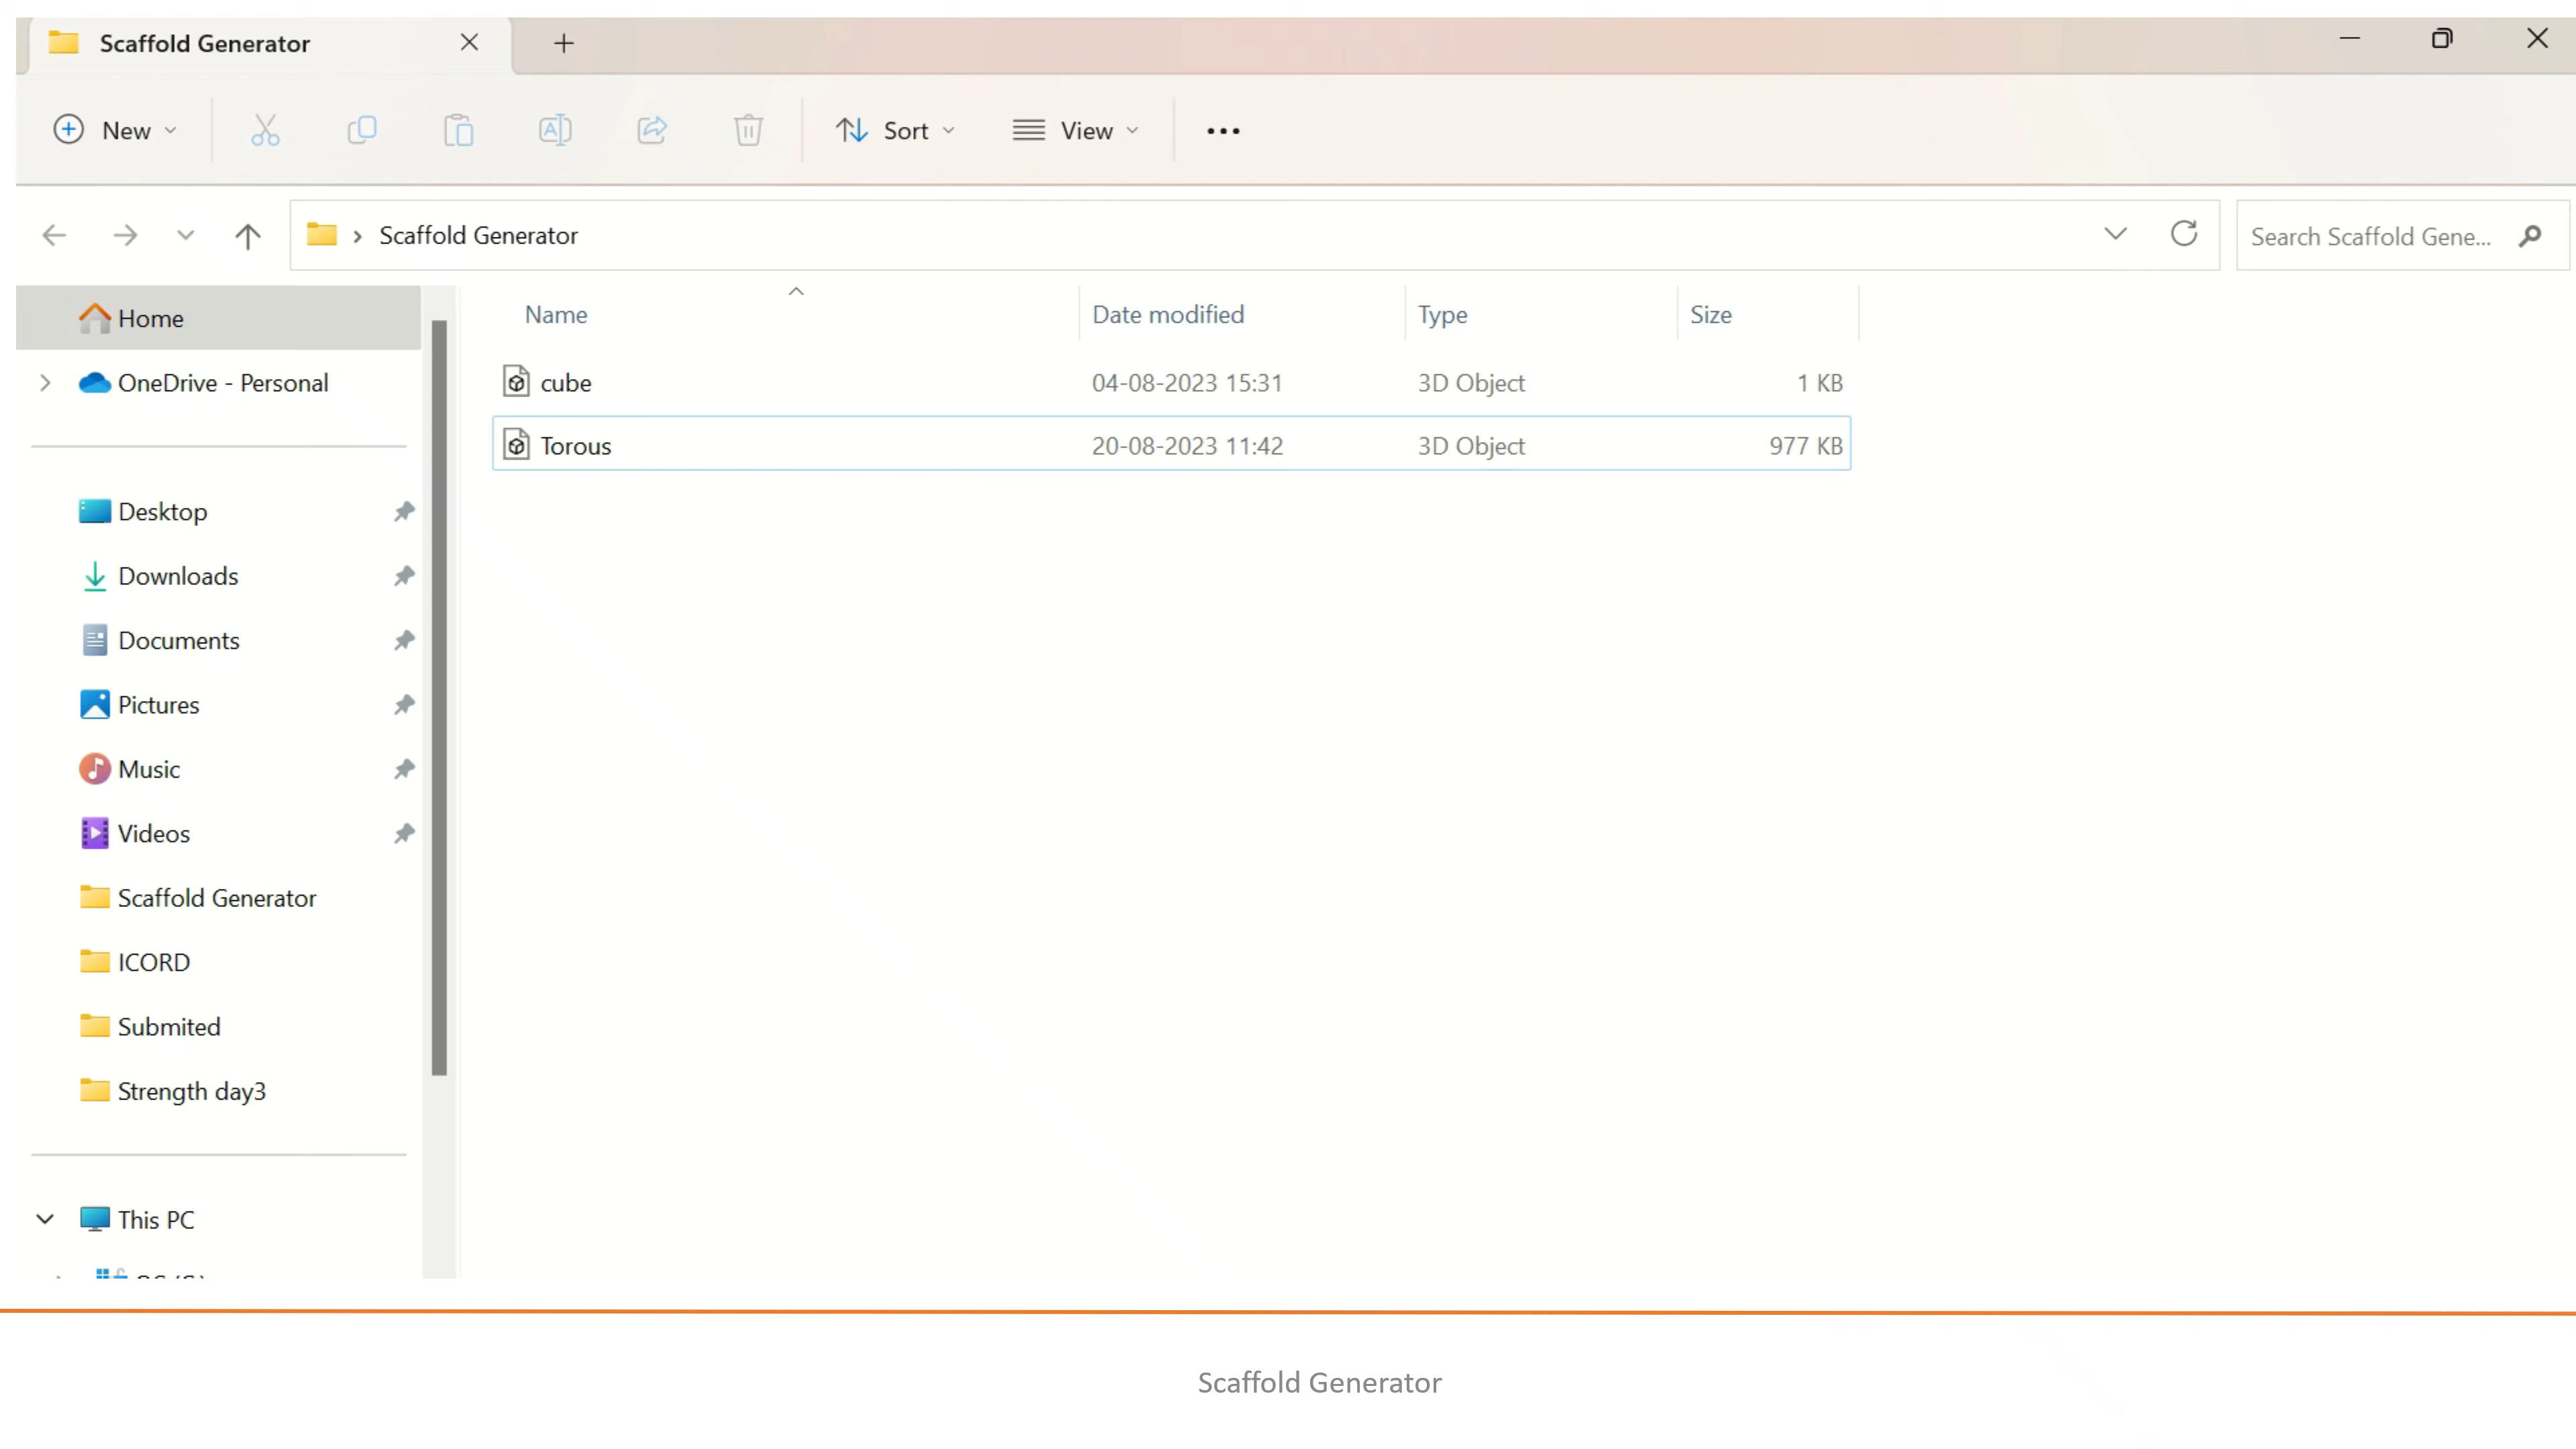 Scaffold Generator
New
Sort
View
Scaffold Generator
Search Scaffold Gene...
Name Date modified Type Size
Home
OneDrive - Personal
cube 04-08-2023 15:31 3D Object 1 KB
Torous 20-08-2023 11:42 3D Object 977 KB
Desktop
Downloads
Documents
Pictures
Music
Videos
Scaffold Generator
ICORD
Submited
Strength day3
This PC
Scaffold Generator